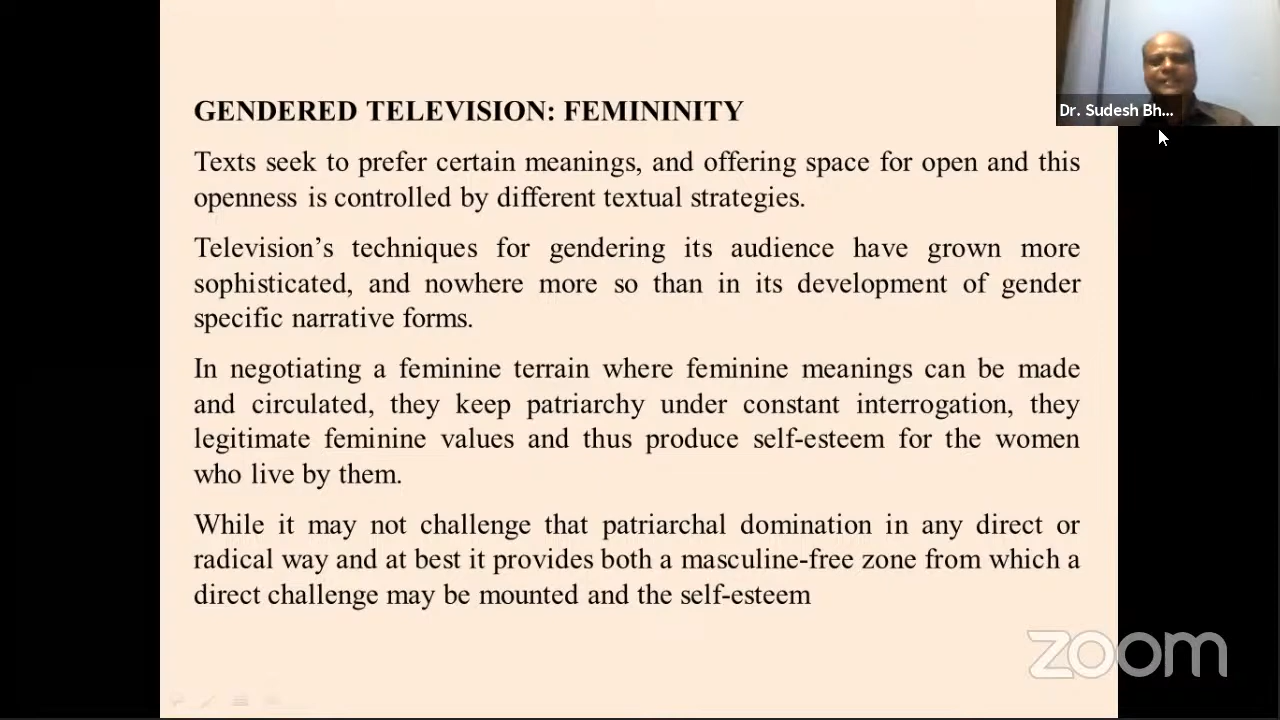 GENDERED TELEVISION: FEMININITY
Texts seek to prefer certain meanings, and offering space for open and this
openness is controlled by different textual strategies.
Television’s techniques for gendering its audience have grown more
sophisticated, and nowhere more so than in its development of gender
specific narrative forms.
In negotiating a feminine terrain where feminine meanings can be made
and circulated, they keep patriarchy under constant interrogation, they
legitimate feminine values and thus produce self-esteem for the women
who live by them.
While it may not challenge that patriarchal domination in any direct or
radical way and at best it provides both a masculine-free zone from which a
direct challenge may be mounted and the self-esteem
Dr. Sudesh Bh...
zoom